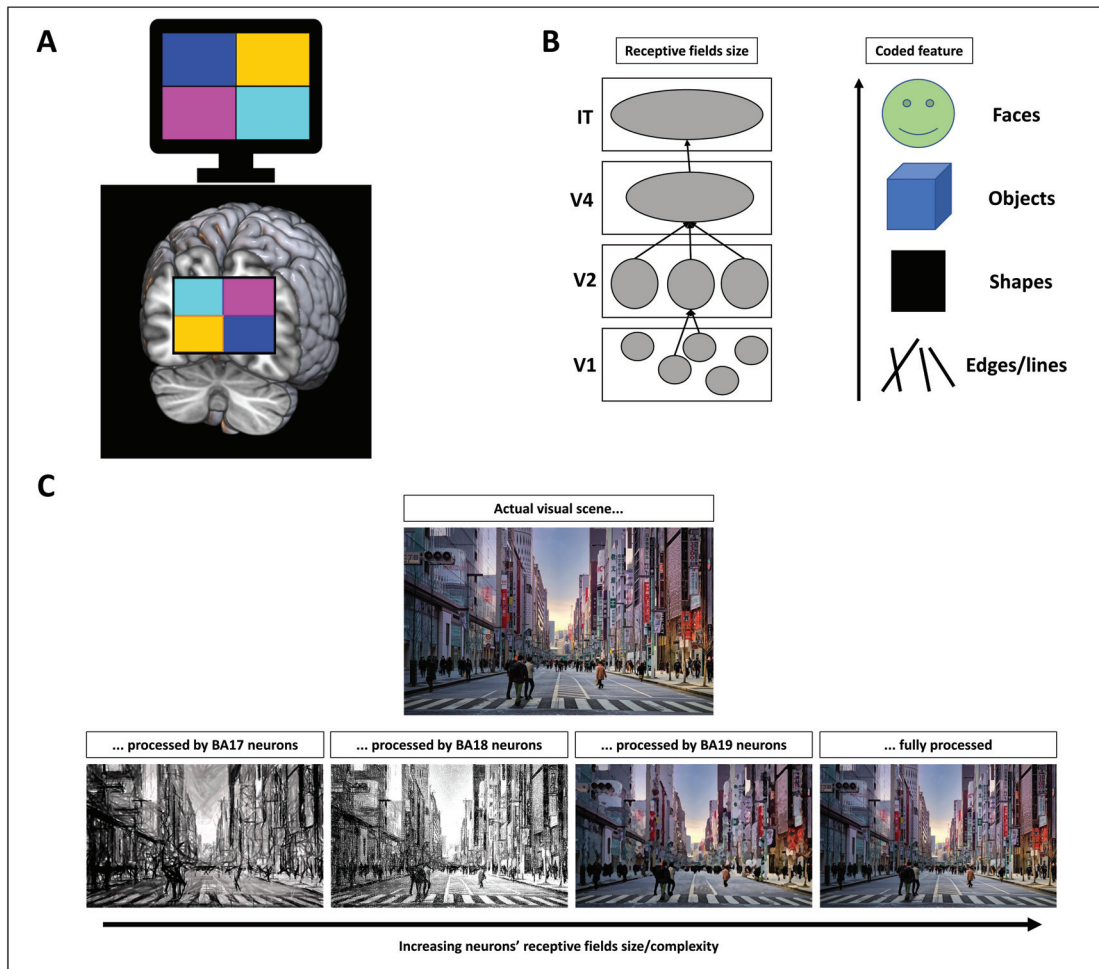 A
B
Receptive fields size
Coded feature
IT
Faces
V4
Objects
V2
Shapes
V1
Edges/lines
C
Actual visual scene...
... processed by BA17 neurons
... processed by BA18 neurons
... processed by BA19 neurons
... fully processed
Increasing neurons’ receptive fields size/complexity